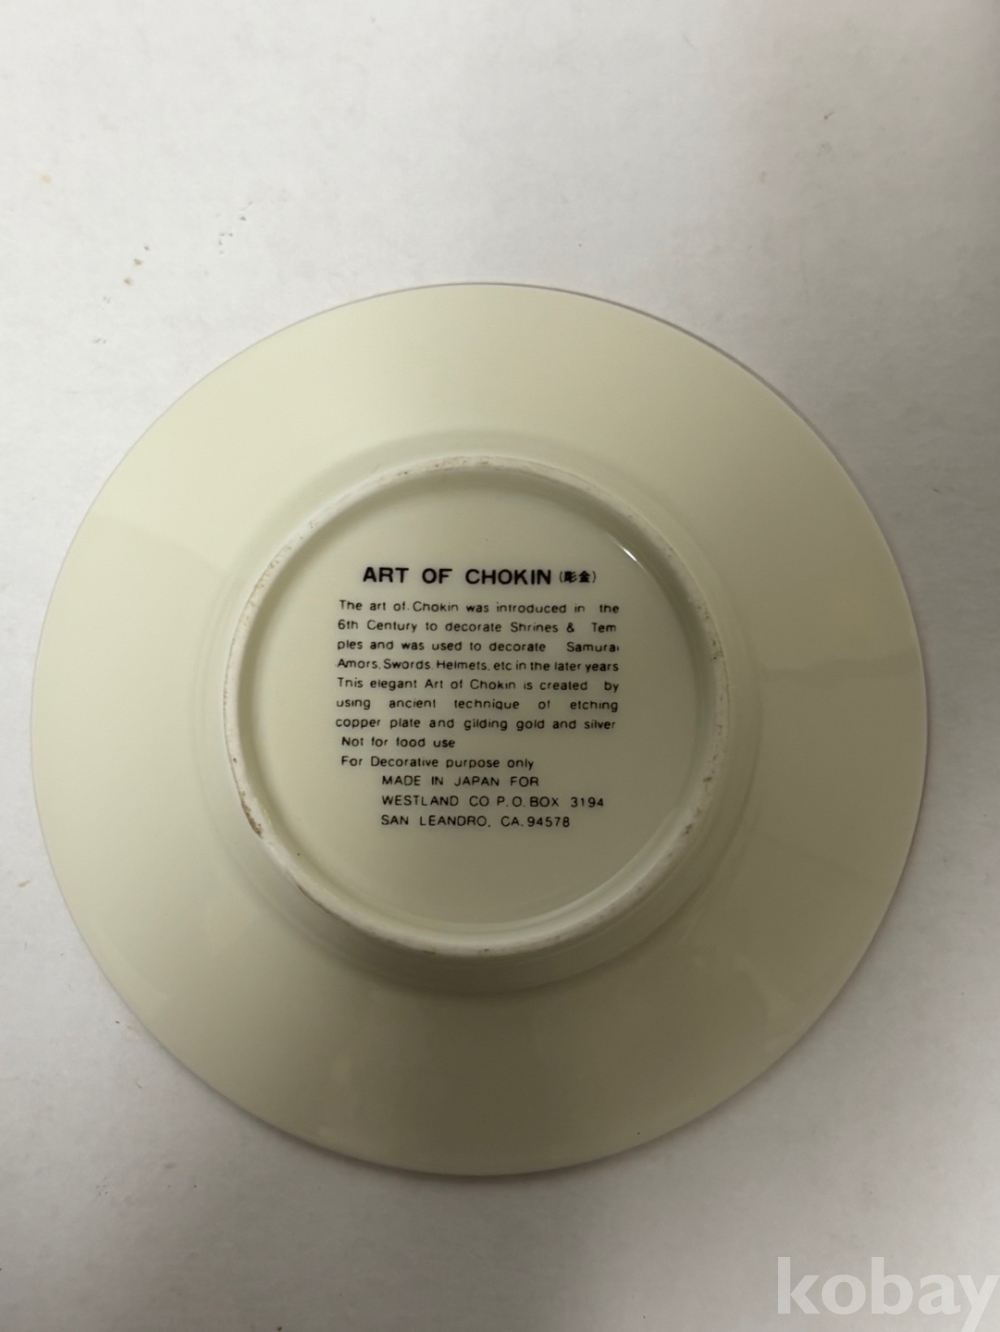 ART OF CHOKIN (彫金)
The art of. Chokin was introduced in the
6th Century to decorate Shrines & Tem
ples and was used to decorate Samurai
Amors. Swords. Helmets. etc in the later years
This elegant Art of Chokin is created by
using ancient technique of etching
copper plate and gilding gold and silver
Not for food use
For Decorative purpose only
MADE IN JAPAN FOR
WESTLAND CO P.O. BOX 3194
SAN LEANDRO, CA. 94578
kobay